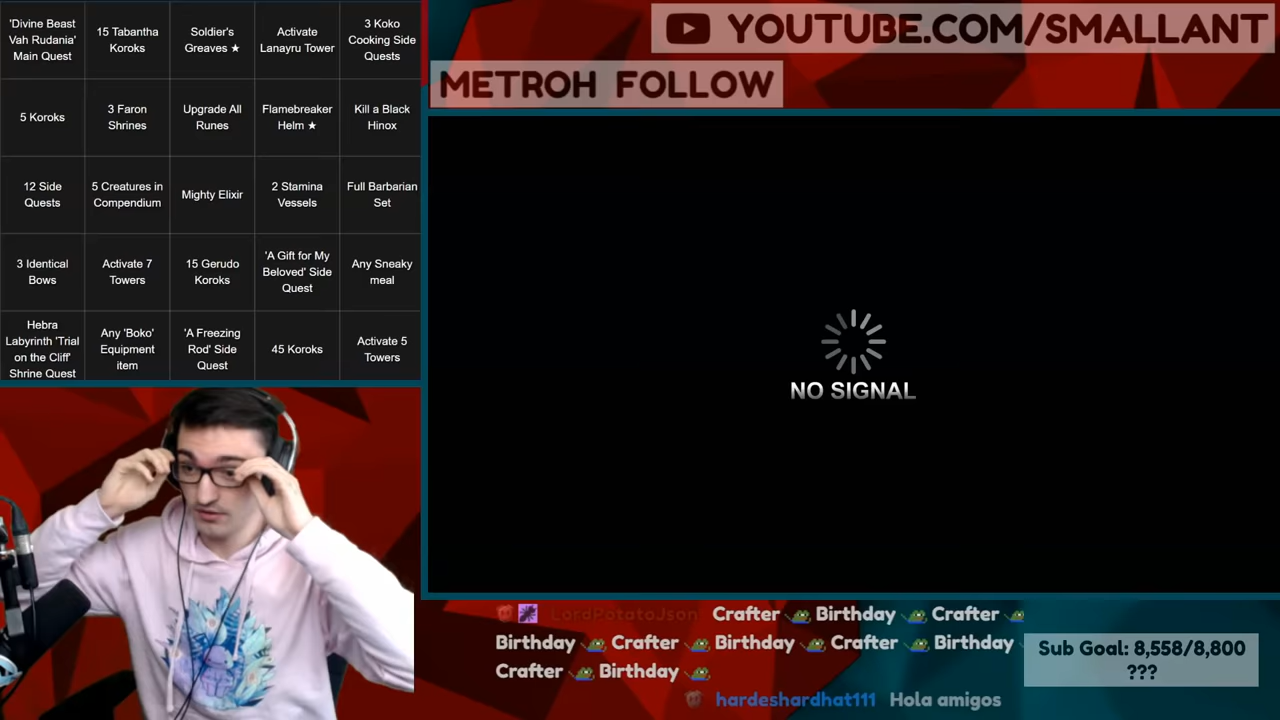 'Divine Beast
Vah Rudania'
Main Quest
15 Tabantha
Koroks
Soldier's
Greaves ★
Activate
Lanayru Tower
3 Koko
Cooking Side
Quests
5 Koroks
3 Faron
Shrines
Upgrade All
Runes
Flamebreaker
Helm ★
Kill a Black
Hinox
12 Side
Quests
5 Creatures in
Compendium
Mighty Elixir
2 Stamina
Vessels
Full Barbarian
Set
3 Identical
Bows
Activate 7
Towers
15 Gerudo
Koroks
'A Gift for My
Beloved' Side
Quest
Any Sneaky
meal
Hebra
Labyrinth 'Trial
on the Cliff'
Shrine Quest
Any 'Boko'
Equipment
item
'A Freezing
Rod' Side
Quest
45 Koroks
Activate 5
Towers
YOUTUBE.COM/SMALLANT
METROH FOLLOW
NO SIGNAL
LordPotatoJson Crafter Birthday Crafter
Birthday Crafter Birthday Crafter Birthday
Crafter Birthday
hardeshardhat111 Hola amigos
Sub Goal: 8,558/8,800
???